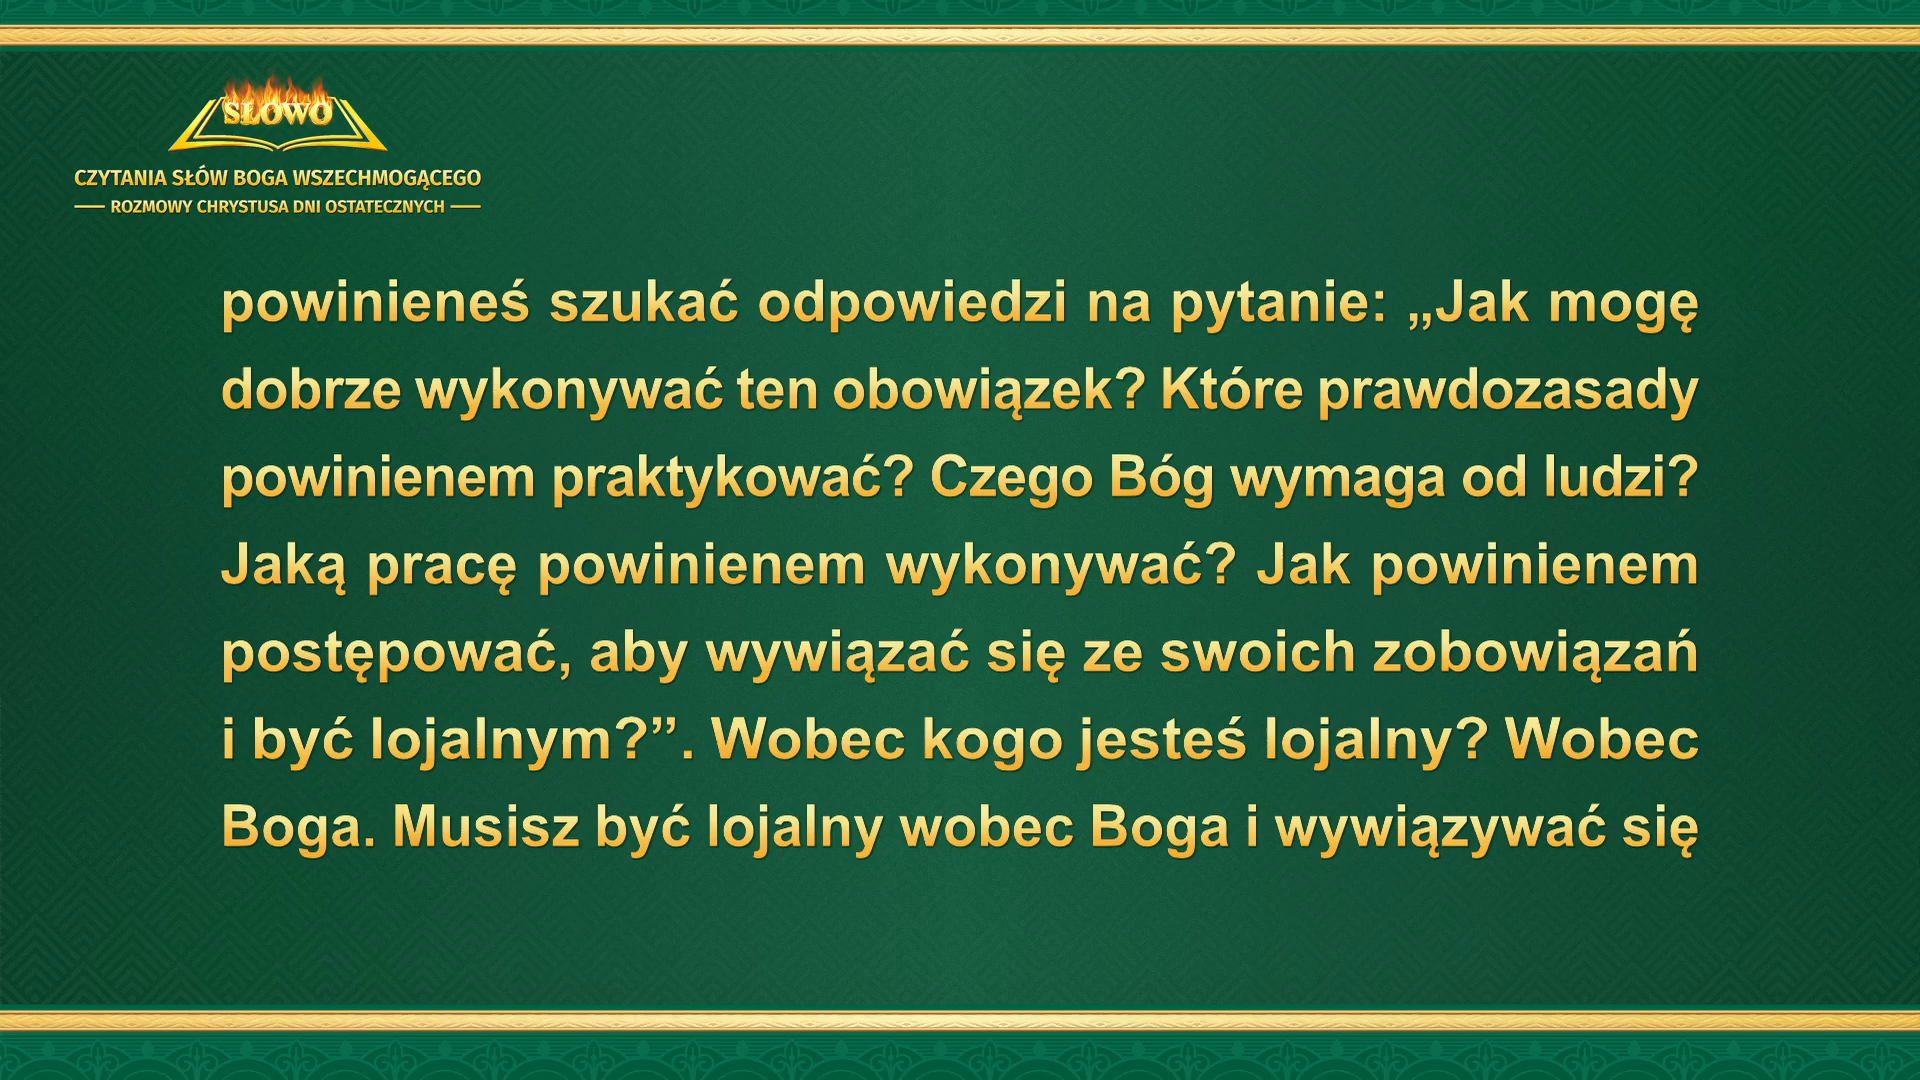 SŁOWO
CZYTANIA SŁÓW BOGA WSZECHMOGĄCEGO
ROZMOWY CHRYSTUSA DNI OSTATECZNYCH
powinieneś szukać odpowiedzi na pytanie: „Jak mogę
dobrze wykonywać ten obowiązek? Które prawdozasady
powinienem praktykować? Czego Bóg wymaga od ludzi?
Jaką pracę powinienem wykonywać? Jak powinienem
postępować, aby wywiązać się ze swoich zobowiązań
i być lojalnym?”. Wobec kogo jesteś lojalny? Wobec
Boga. Musisz być lojalny wobec Boga i wywiązywać się